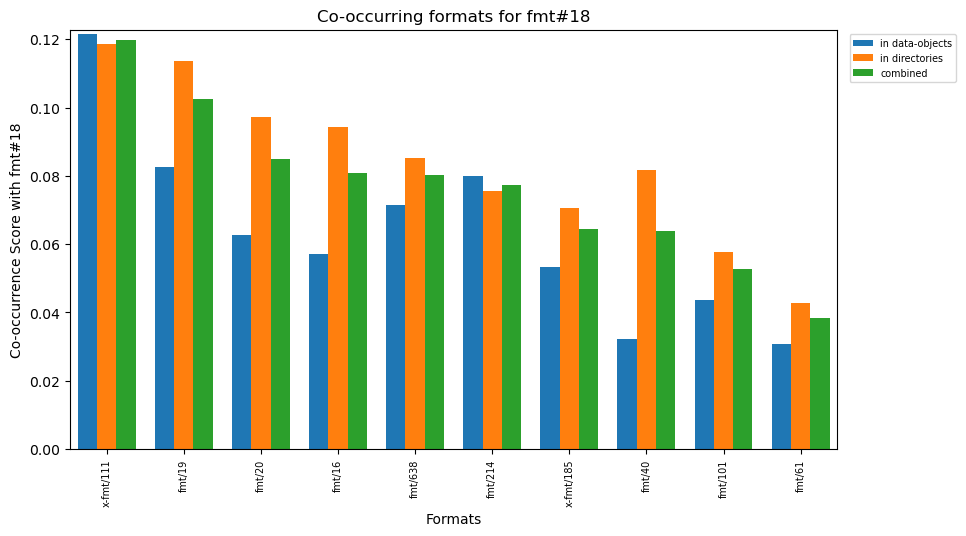 Co-occurring formats for fmt#18
in data-objects
in directories
combined
Co-occurrence Score with fmt#18
0.12
0.10
0.08
0.06
0.04
0.02
0.00
x-fmt/111
fmt/19
fmt/20
fmt/16
fmt/638
fmt/214
x-fmt/185
fmt/40
fmt/101
fmt/61
Formats